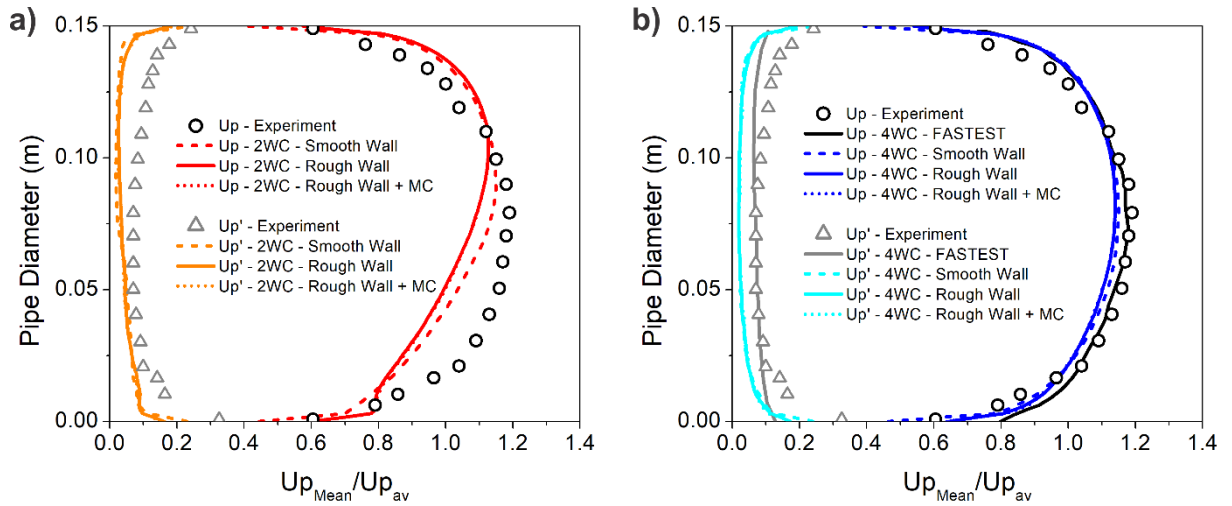 a)
0.15
0.10
0.05
0.00
Pipe Diameter (m)
Up - Experiment
Up - 2WC - Smooth Wall
Up - 2WC - Rough Wall
Up - 2WC - Rough Wall + MC
Up' - Experiment
Up' - 2WC - Smooth Wall
Up' - 2WC - Rough Wall
Up' - 2WC - Rough Wall + MC
0.0 0.2 0.4 0.6 0.8 1.0 1.2 1.4
Up_Mean/Up_av
b)
0.15
0.10
0.05
0.00
Pipe Diameter (m)
Up - Experiment
Up - 4WC - FASTEST
Up - 4WC - Smooth Wall
Up - 4WC - Rough Wall
Up - 4WC - Rough Wall + MC
Up' - Experiment
Up' - 4WC - FASTEST
Up' - 4WC - Smooth Wall
Up' - 4WC - Rough Wall
Up' - 4WC - Rough Wall + MC
0.0 0.2 0.4 0.6 0.8 1.0 1.2 1.4
Up_Mean/Up_av